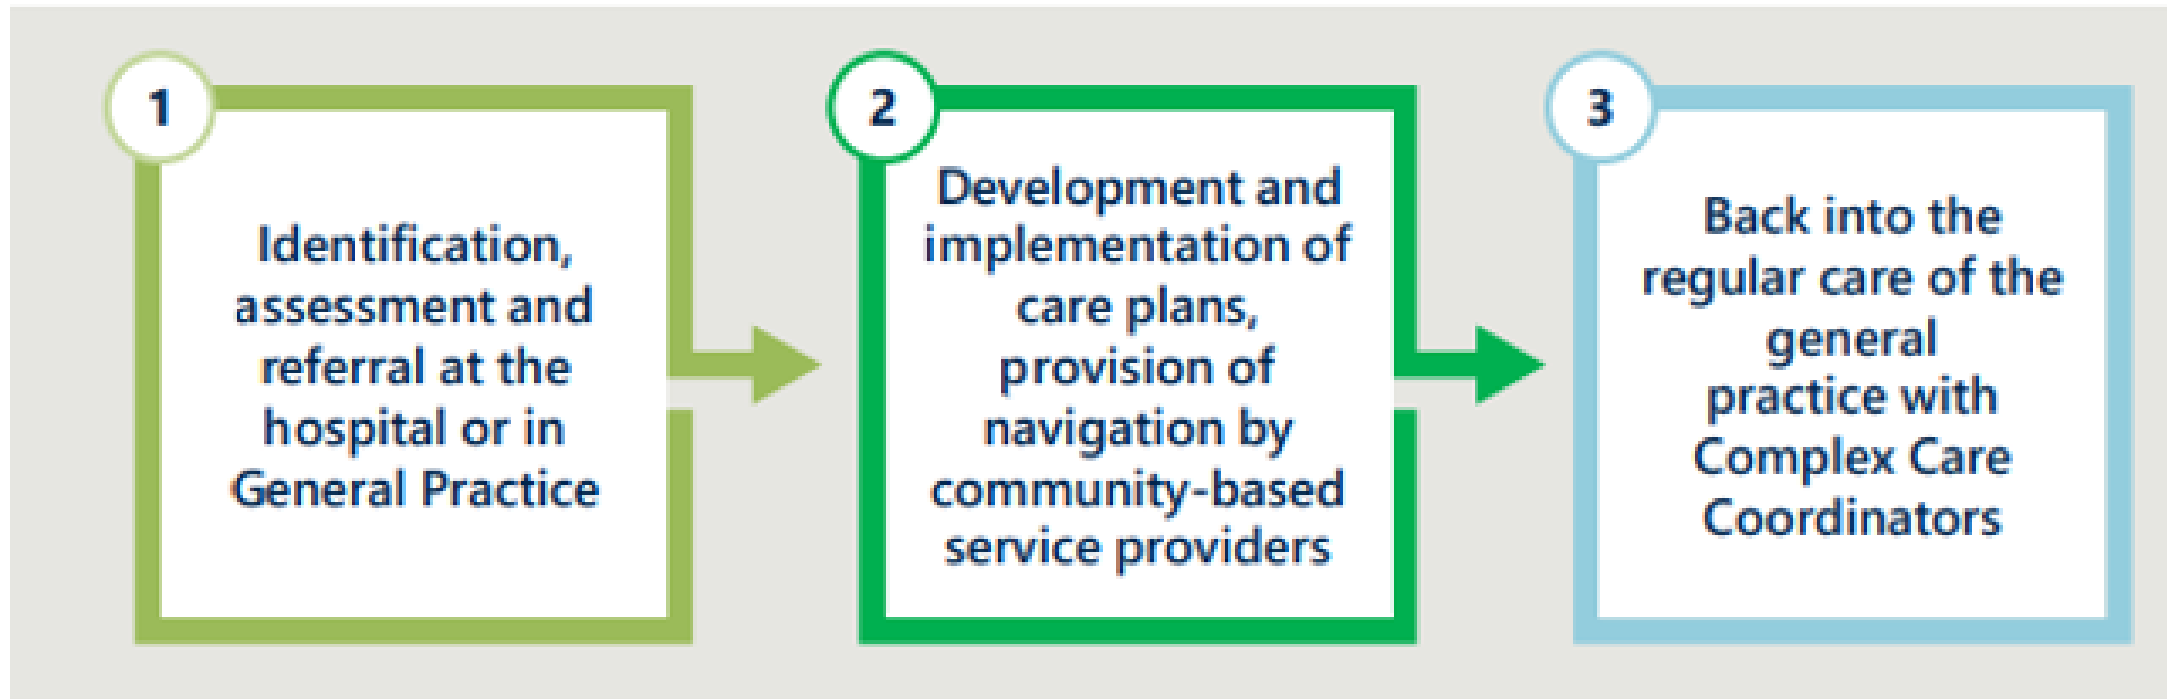 1
Identification,
assessment and
referral at the
hospital or in
General Practice
2
Development and
implementation of
care plans,
provision of
navigation by
community-based
service providers
3
Back into the
regular care of the
general
practice with
Complex Care
Coordinators